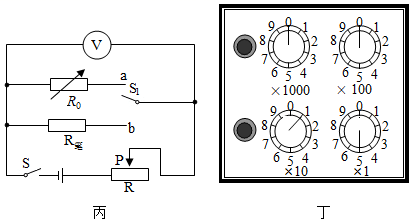 V
R₀
a
S₁
R毫
b
S
P
R
丙
0 1 2 3 4 5 6 7 8 9
×1000
0 1 2 3 4 5 6 7 8 9
×100
0 1 2 3 4 5 6 7 8 9
×10
0 1 2 3 4 5 6 7 8 9
×1
丁